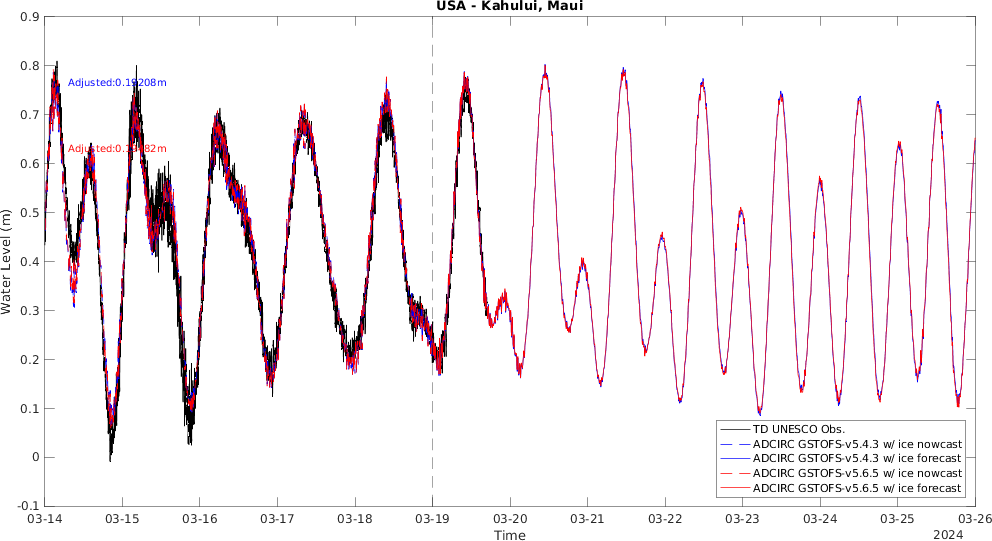 USA - Kahului, Maui
0.9
0.8
0.7
0.6
0.5
0.4
0.3
0.2
0.1
0
-0.1
Water Level (m)
03-14 03-15 03-16 03-17 03-18 03-19 03-20 03-21 03-22 03-23 03-24 03-25 03-26
Time
2024
TD UNESCO Obs.
ADCIRC GSTOFS-v5.4.3 w/ ice nowcast
ADCIRC GSTOFS-v5.4.3 w/ ice forecast
ADCIRC GSTOFS-v5.6.5 w/ ice nowcast
ADCIRC GSTOFS-v5.6.5 w/ ice forecast